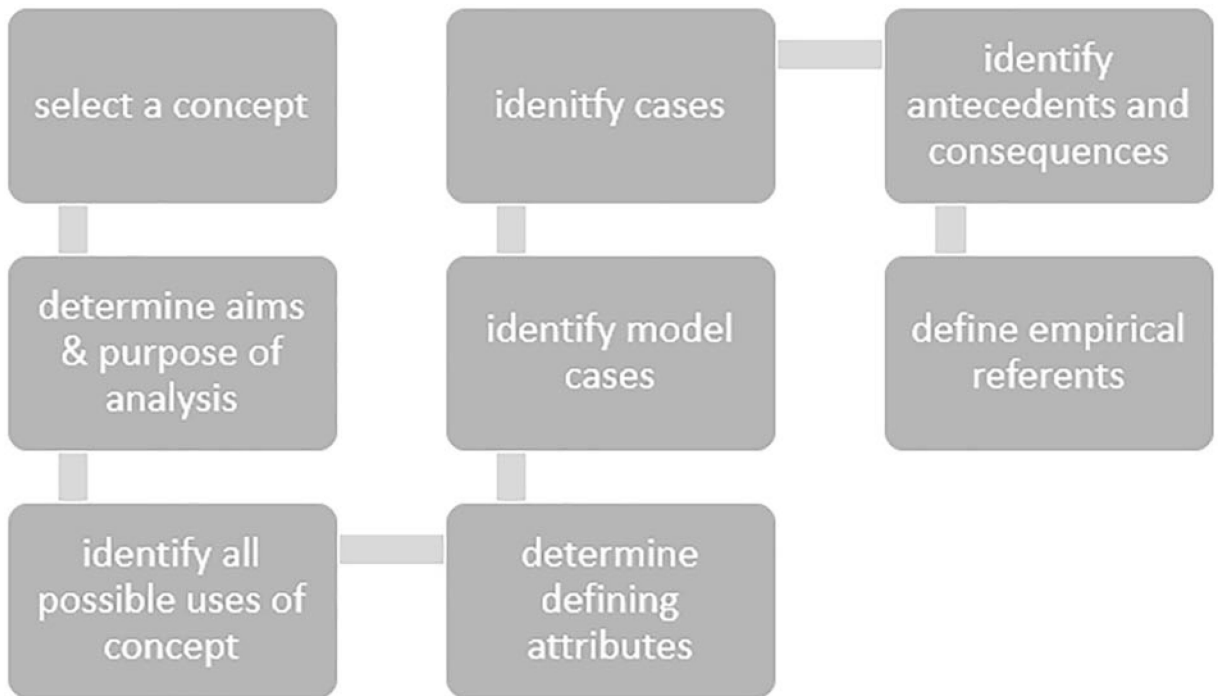 select a concept
determine aims
& purpose of
analysis
identify all
possible uses of
concept
determine
defining
attributes
identify model
cases
idenitfy cases
identify
antecedents and
consequences
define empirical
referents